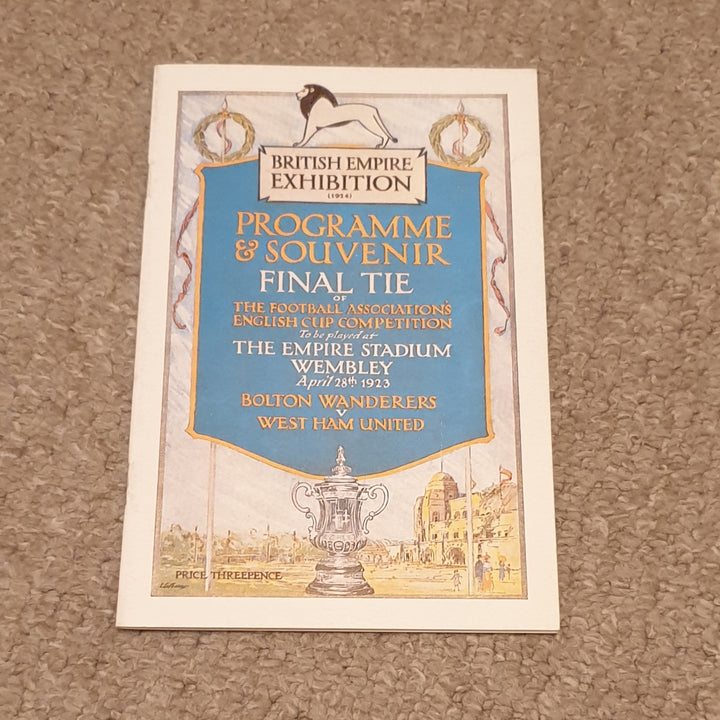 BRITISH EMPIRE
EXHIBITION
(1924)
PROGRAMME
& SOUVENIR
FINAL TIE
OF
THE FOOTBALL ASSOCIATION'S
ENGLISH CUP COMPETITION
To be played at
THE EMPIRE STADIUM
WEMBLEY
April 28th 1923
BOLTON WANDERERS
V
WEST HAM UNITED
PRICE THREEPENCE